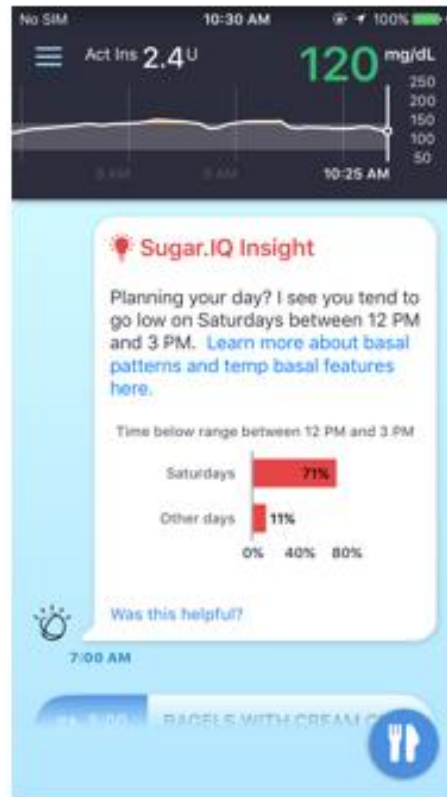 No SIM 10:30 AM 100%
Act Ins 2.4 U 120 mg/dL
250
200
150
100
50
10:25 AM
Sugar.IQ Insight
Planning your day? I see you tend to
go low on Saturdays between 12 PM
and 3 PM. Learn more about basal
patterns and temp basal features
here.
Time below range between 12 PM and 3 PM
Saturdays 71%
Other days 11%
0% 40% 80%
Was this helpful?
7:00 AM
BAGELS WITH CREAM